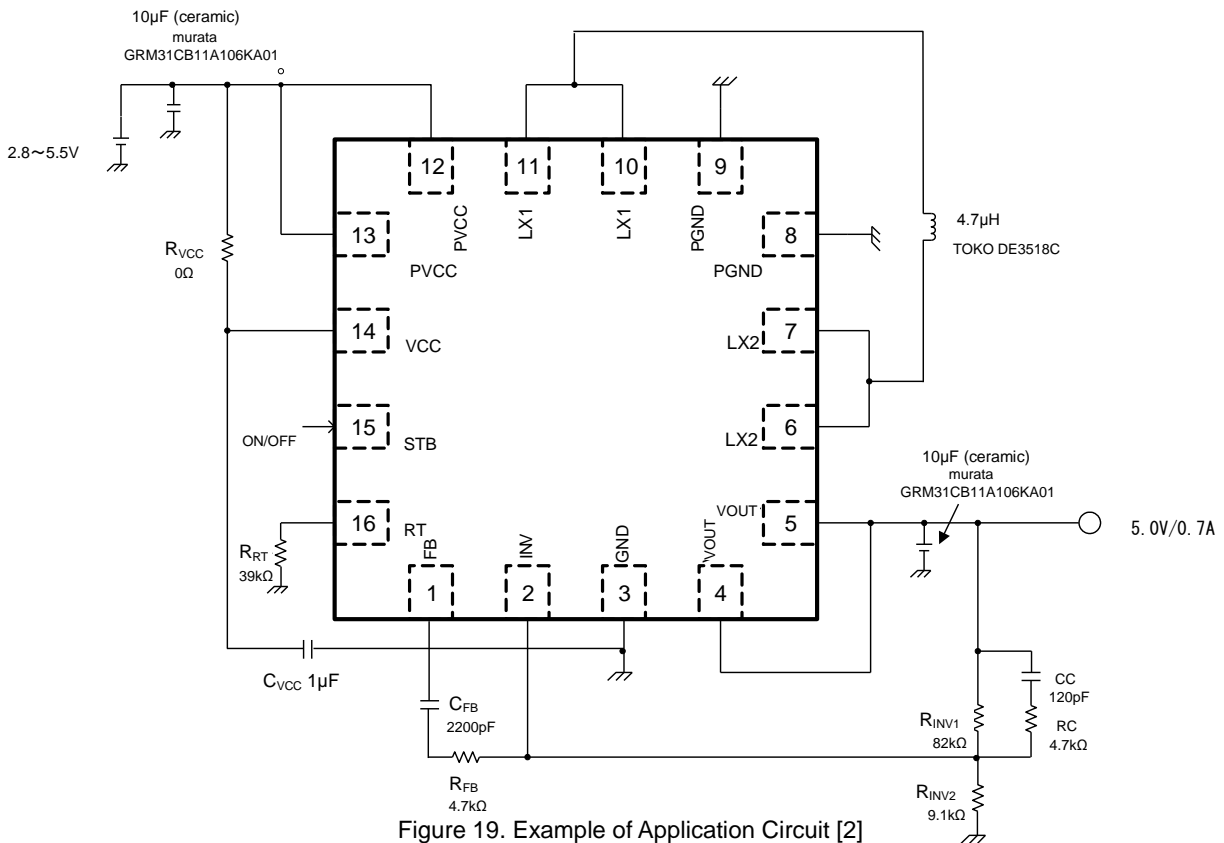 10µF (ceramic)
murata
GRM31CB11A106KA01
2.8～5.5V
12
11
10
9
PVCC
LX1
LX1
PGND
13
PVCC
8
PGND
4.7µH
TOKO DE3518C
RVCC
0Ω
14
VCC
7
LX2
ON/OFF
15
STB
6
LX2
10µF (ceramic)
murata
GRM31CB11A106KA01
16
RT
VOUT
5
5.0V/0.7A
RRT
39kΩ
FB
INV
GND
VOUT
1
2
3
4
CVCC 1µF
CFB
2200pF
RINV1
82kΩ
CC
120pF
RC
4.7kΩ
RFB
4.7kΩ
RINV2
9.1kΩ
Figure 19. Example of Application Circuit [2]